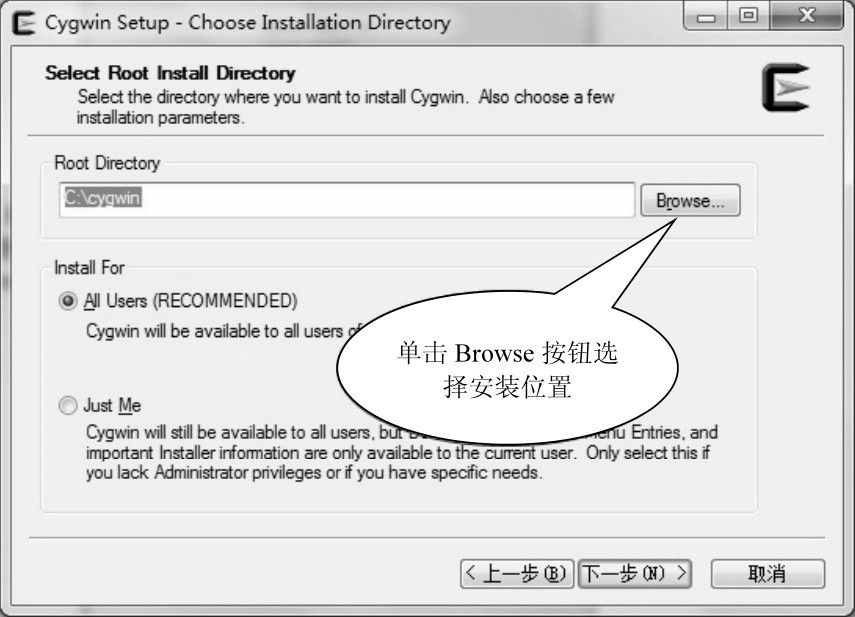 Cygwin Setup - Choose Installation Directory
Select Root Install Directory
Select the directory where you want to install Cygwin. Also choose a few
installation parameters.
Root Directory
C:\cygwin
Browse...
Install For
All Users (RECOMMENDED)
Cygwin will be available to all users of
单击 Browse 按钮选
择安装位置
Just Me
Cygwin will still be available to all users, but Entries, and
important Installer information are only available to the current user. Only select this if
you lack Administrator privileges or if you have specific needs.
< 上一步(B)
下一步(N) >
取消